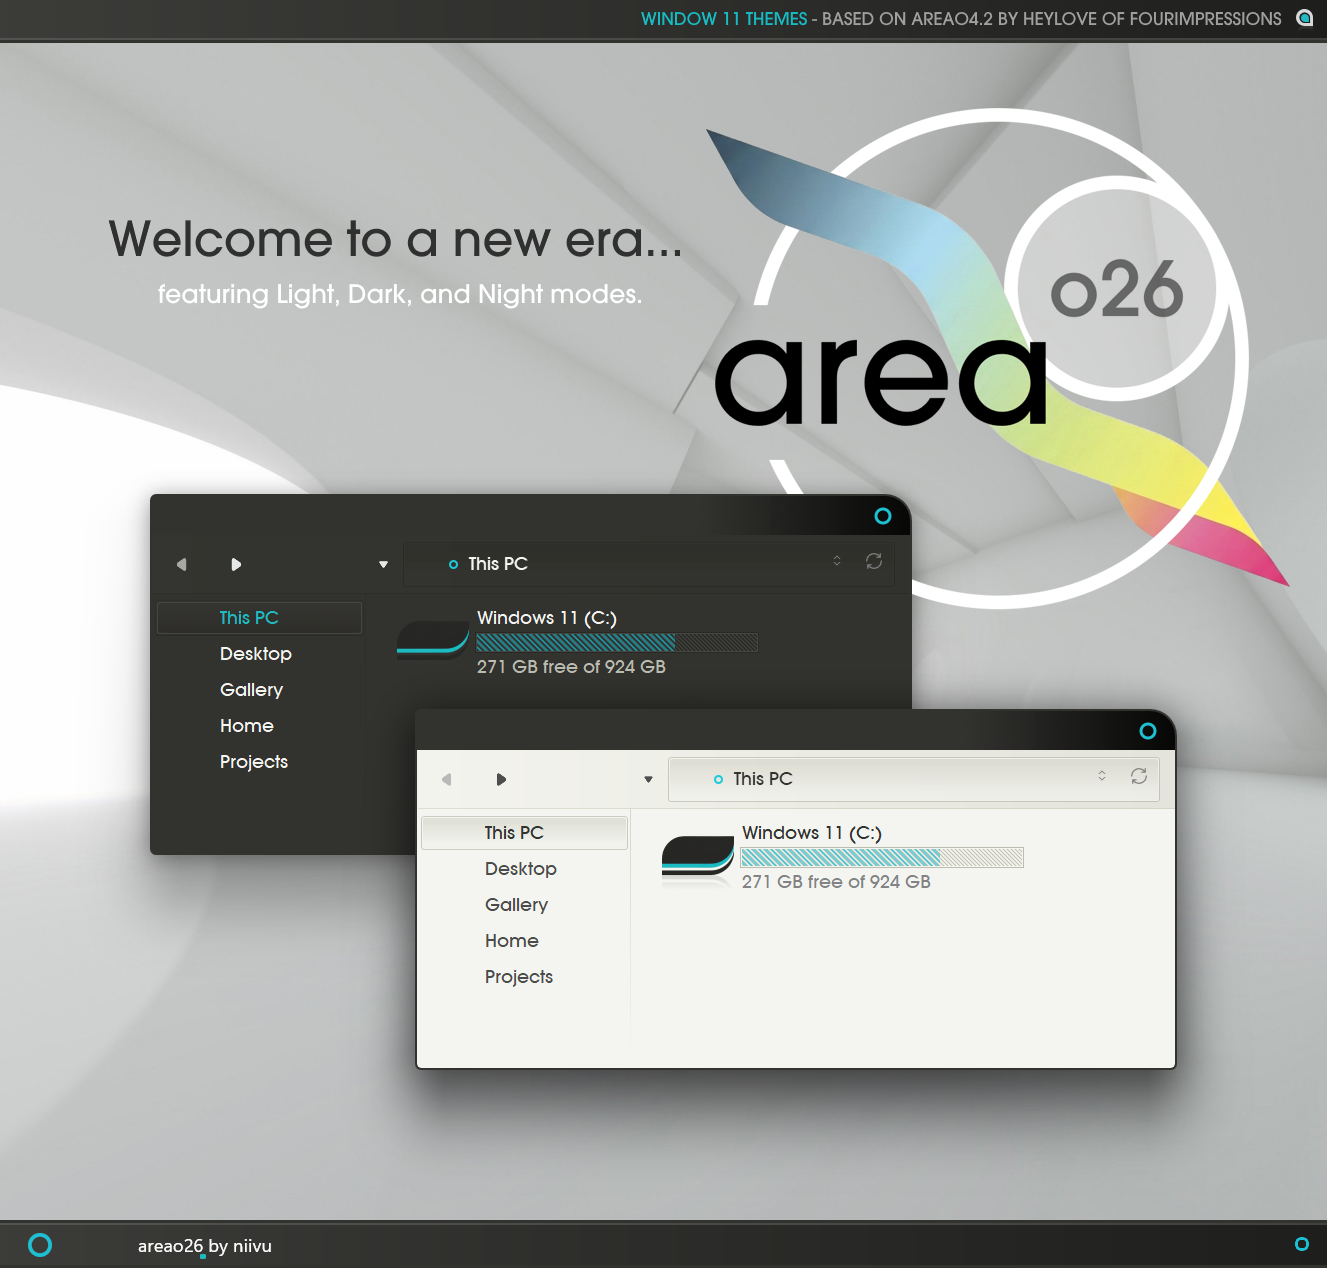 WINDOW 11 THEMES - BASED ON AREAO4.2 BY HEYLOVE OF FOURIMPRESSIONS
Welcome to a new era...
featuring Light, Dark, and Night modes.
o26
area
This PC
This PC
Desktop
Gallery
Home
Projects
Windows 11 (C:)
271 GB free of 924 GB
This PC
This PC
Desktop
Gallery
Home
Projects
Windows 11 (C:)
271 GB free of 924 GB
areao26 by niivu